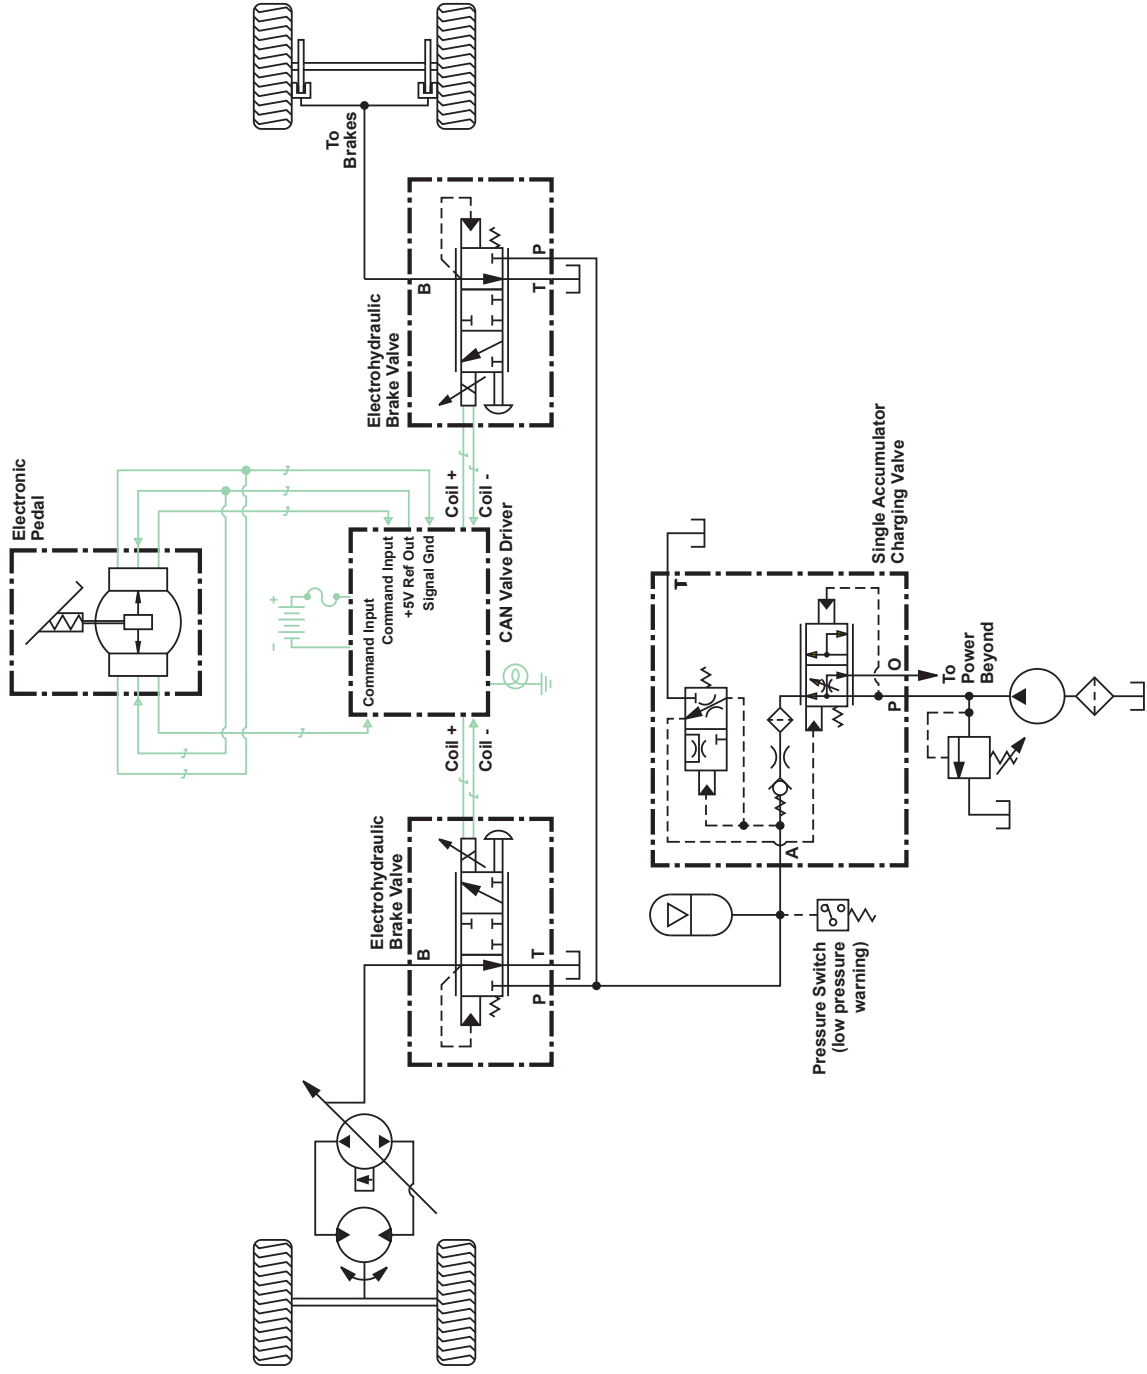 To
Brakes
Electrohydraulic
Brake Valve
B
P
T
Electronic
Pedal
+
-
Command Input
Command Input
+5V Ref Out
Signal Gnd
CAN Valve Driver
Coil +
Coil -
Coil +
Coil -
Electrohydraulic
Brake Valve
B
T
P
Single Accumulator
Charging Valve
T
O
P
A
To
Power
Beyond
Pressure Switch
(low pressure
warning)